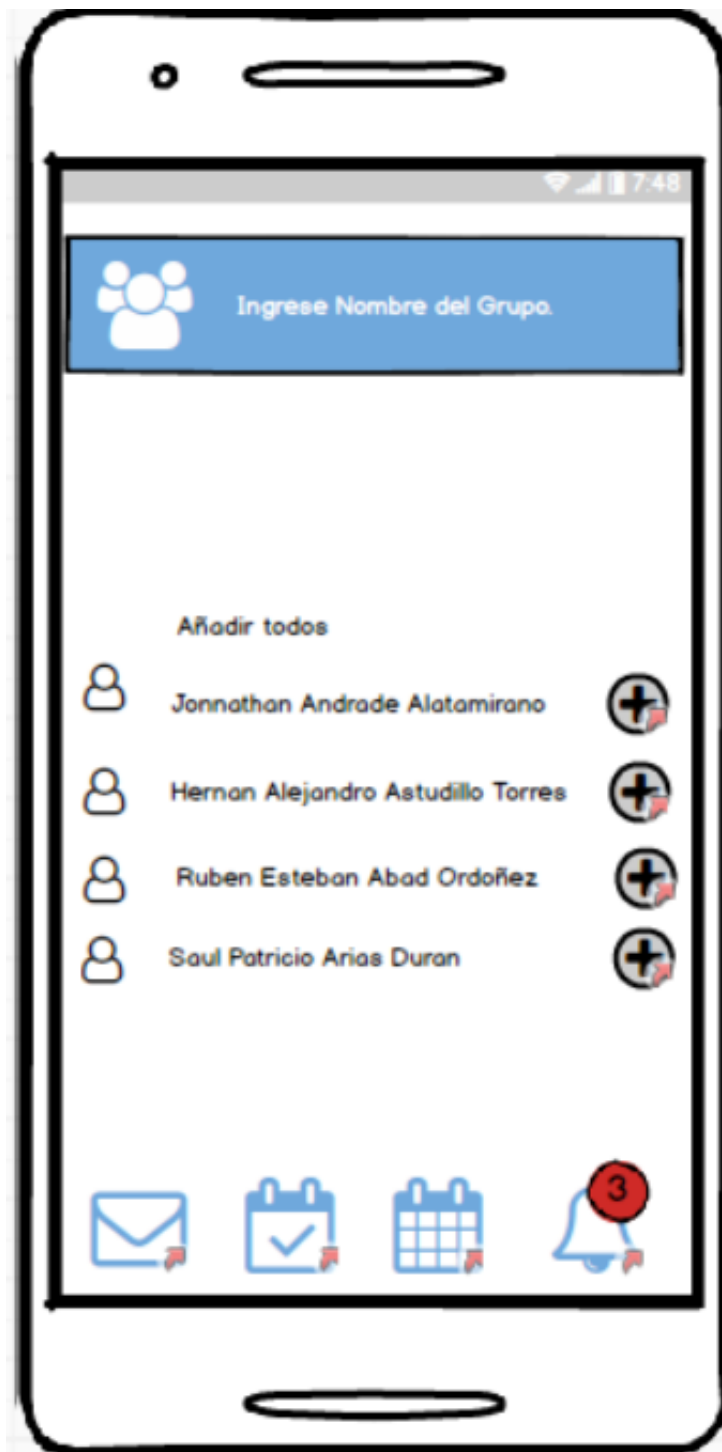 7:48
Ingrese Nombre del Grupo.
Añadir todos
Jonnathan Andrade Alatamirano
Hernan Alejandro Astudillo Torres
Ruben Esteban Abad Ordoñez
Saul Patricio Arias Duran
3